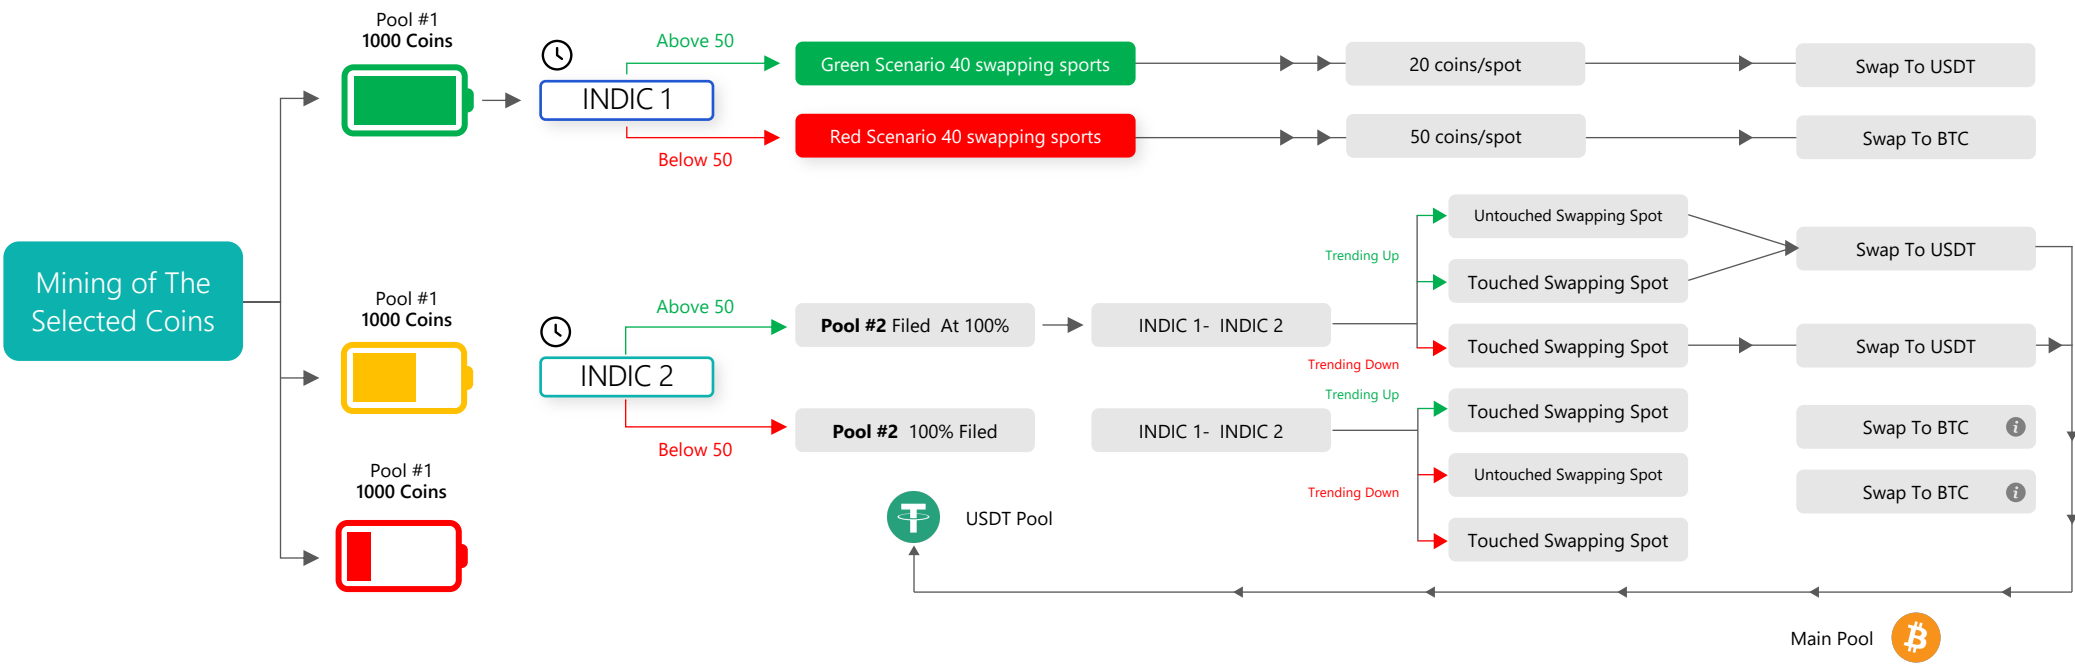 Pool #1
1000 Coins
INDIC 1
Above 50
Below 50
Green Scenario 40 swapping sports
20 coins/spot
Swap To USDT
Red Scenario 40 swapping sports
50 coins/spot
Swap To BTC
Mining of The
Selected Coins
Pool #1
1000 Coins
INDIC 2
Above 50
Below 50
Pool #2 Filed At 100%
INDIC 1- INDIC 2
Trending Up
Trending Down
Untouched Swapping Spot
Touched Swapping Spot
Swap To USDT
Touched Swapping Spot
Swap To USDT
Pool #2 100% Filed
INDIC 1- INDIC 2
Trending Up
Trending Down
Touched Swapping Spot
Untouched Swapping Spot
Touched Swapping Spot
Swap To BTC
Swap To BTC
Pool #1
1000 Coins
USDT Pool
Main Pool